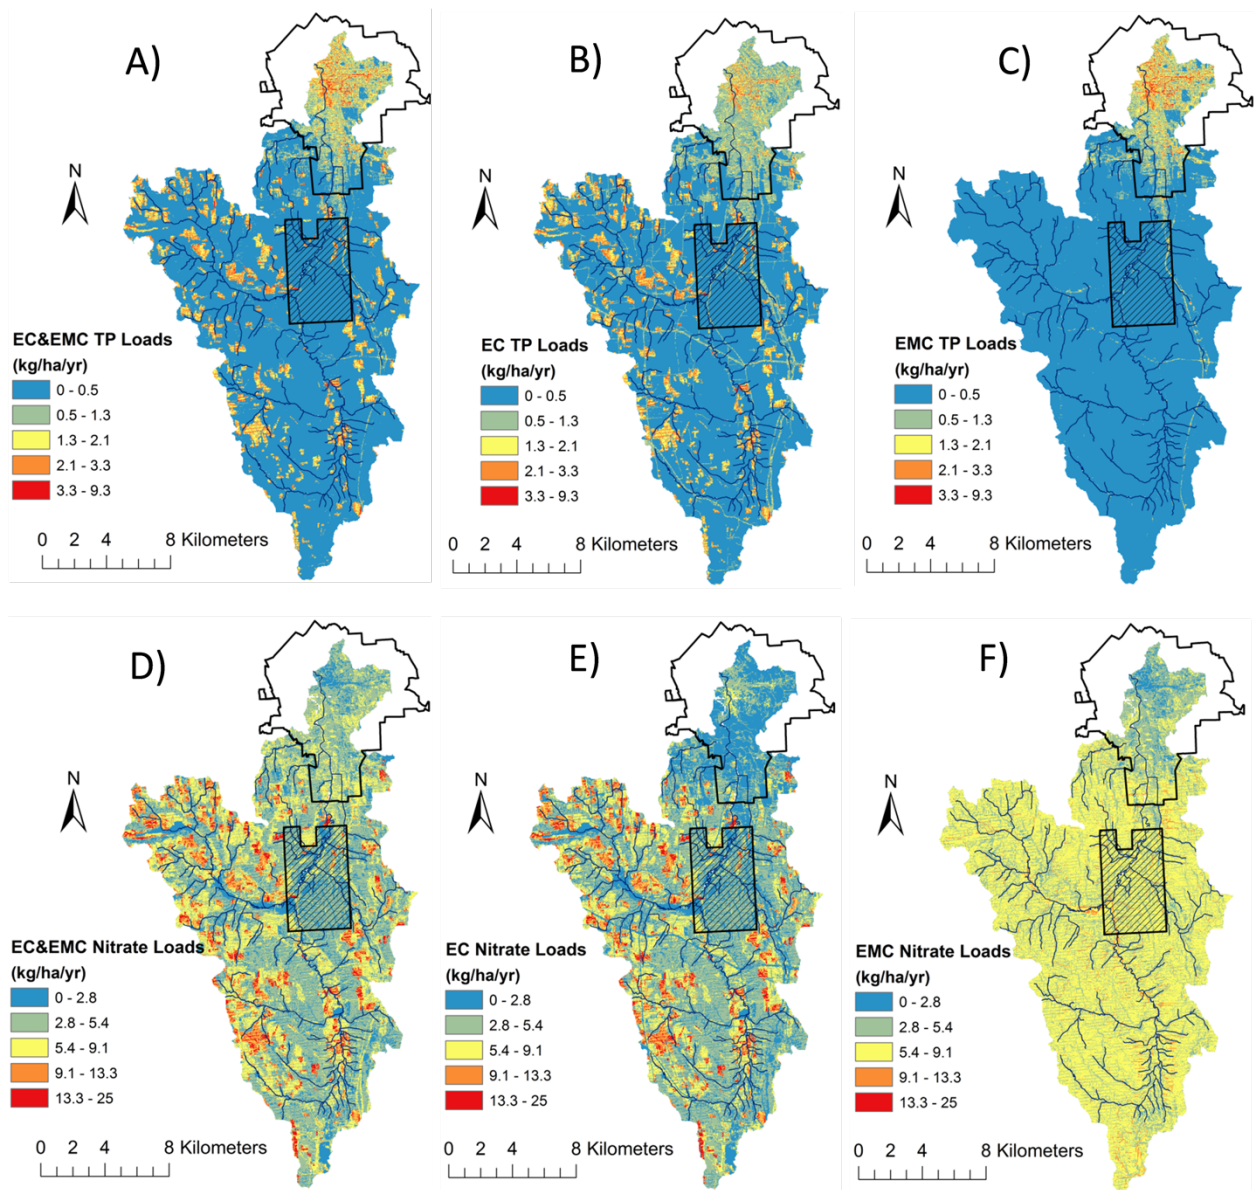 A)
N
EC&EMC TP Loads
(kg/ha/yr)
0 - 0.5
0.5 - 1.3
1.3 - 2.1
2.1 - 3.3
3.3 - 9.3
0 2 4 8 Kilometers
B)
N
EC TP Loads
(kg/ha/yr)
0 - 0.5
0.5 - 1.3
1.3 - 2.1
2.1 - 3.3
3.3 - 9.3
0 2 4 8 Kilometers
C)
N
EMC TP Loads
(kg/ha/yr)
0 - 0.5
0.5 - 1.3
1.3 - 2.1
2.1 - 3.3
3.3 - 9.3
0 2 4 8 Kilometers
D)
N
EC&EMC Nitrate Loads
(kg/ha/yr)
0 - 2.8
2.8 - 5.4
5.4 - 9.1
9.1 - 13.3
13.3 - 25
0 2 4 8 Kilometers
E)
N
EC Nitrate Loads
(kg/ha/yr)
0 - 2.8
2.8 - 5.4
5.4 - 9.1
9.1 - 13.3
13.3 - 25
0 2 4 8 Kilometers
F)
N
EMC Nitrate Loads
(kg/ha/yr)
0 - 2.8
2.8 - 5.4
5.4 - 9.1
9.1 - 13.3
13.3 - 25
0 2 4 8 Kilometers